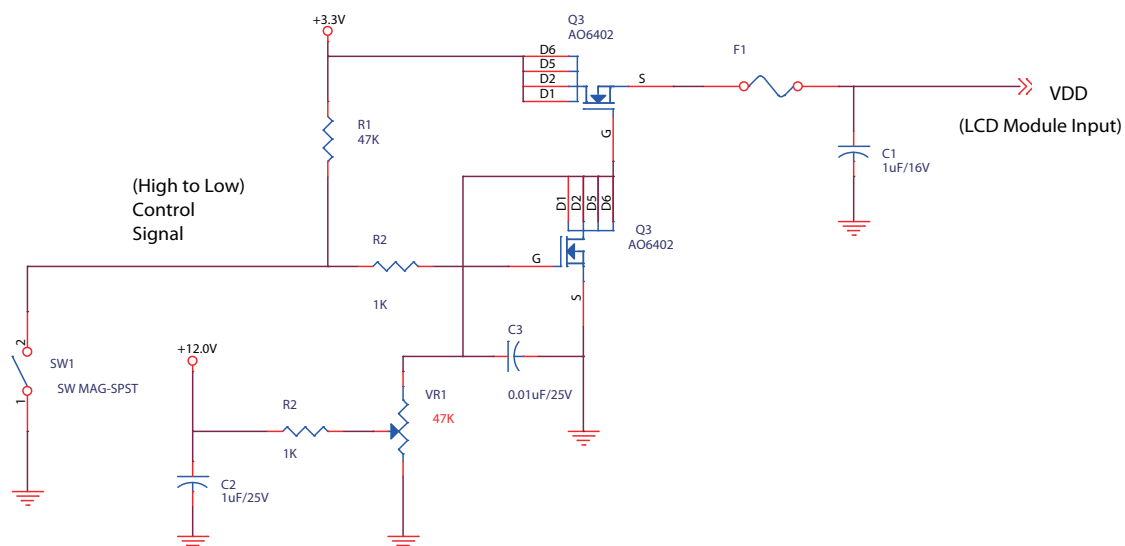 +3.3V
Q3
AO6402
D6
D5
D2
D1
S
G
F1
VDD
(LCD Module Input)
R1
47K
C1
1uF/16V
(High to Low)
Control
Signal
D1
D2
D5
D6
Q3
AO6402
R2
1K
G
S
2
1
SW1
SW MAG-SPST
+12.0V
C3
0.01uF/25V
VR1
47K
R2
1K
C2
1uF/25V